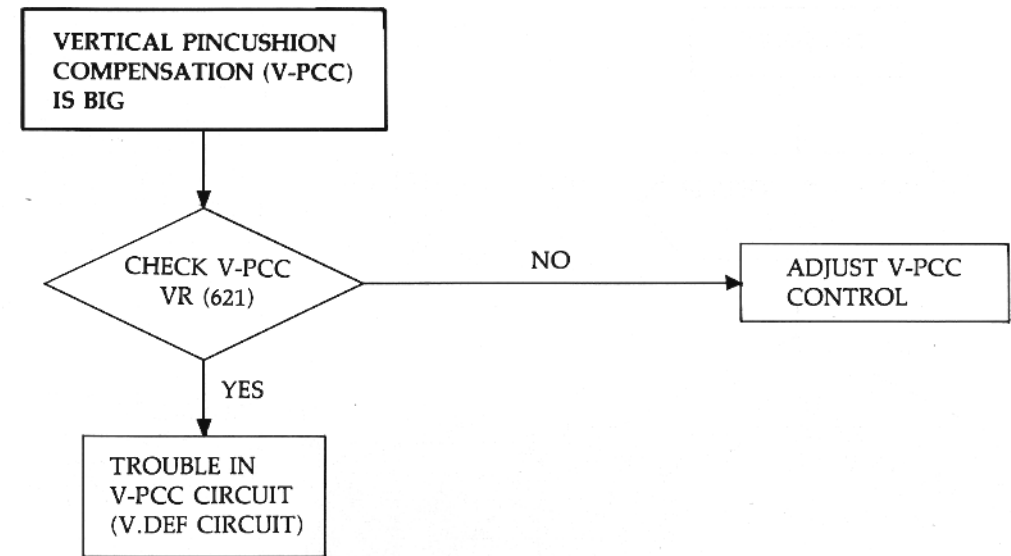 VERTICAL PINCUSHION
COMPENSATION (V-PCC)
IS BIG
CHECK V-PCC
VR (621)
NO
ADJUST V-PCC
CONTROL
YES
TROUBLE IN
V-PCC CIRCUIT
(V.DEF CIRCUIT)